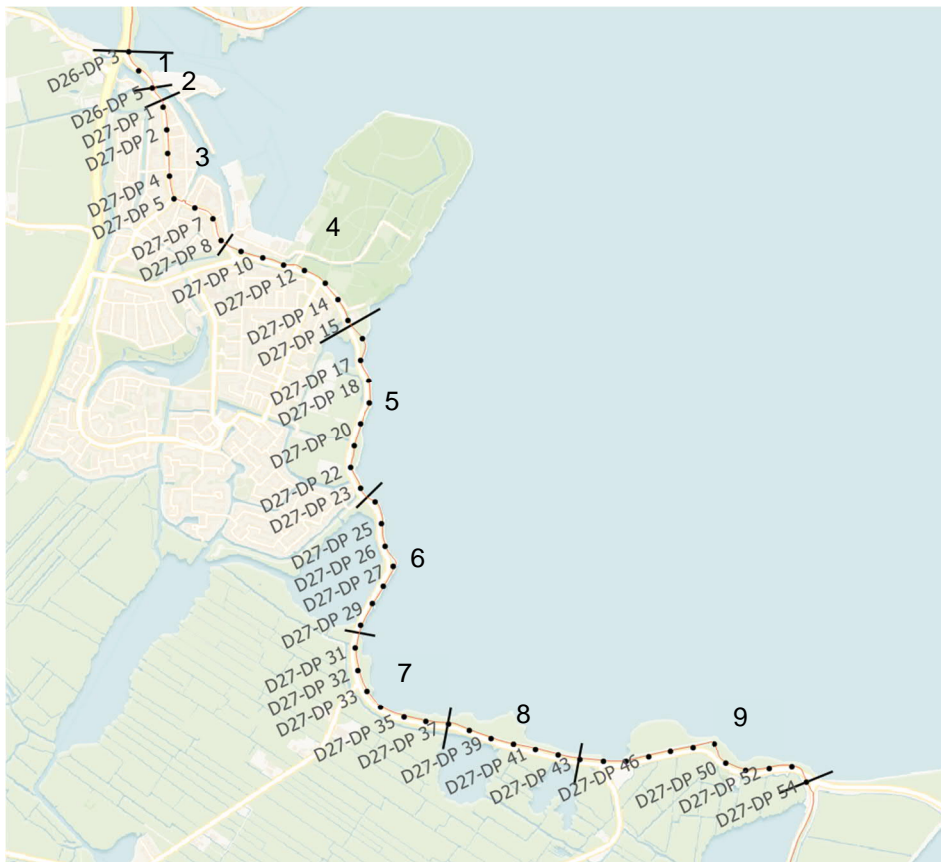 D26-DP 3
1
D26-DP 5
2
D27-DP 1
D27-DP 2
3
D27-DP 4
D27-DP 5
D27-DP 7
D27-DP 8
4
D27-DP 10
D27-DP 12
D27-DP 14
D27-DP 15
D27-DP 17
D27-DP 18
5
D27-DP 20
D27-DP 22
D27-DP 23
D27-DP 25
D27-DP 26
6
D27-DP 27
D27-DP 29
D27-DP 31
D27-DP 32
7
D27-DP 33
D27-DP 35
D27-DP 37
8
D27-DP 39
D27-DP 41
D27-DP 43
9
D27-DP 46
D27-DP 50
D27-DP 52
D27-DP 54